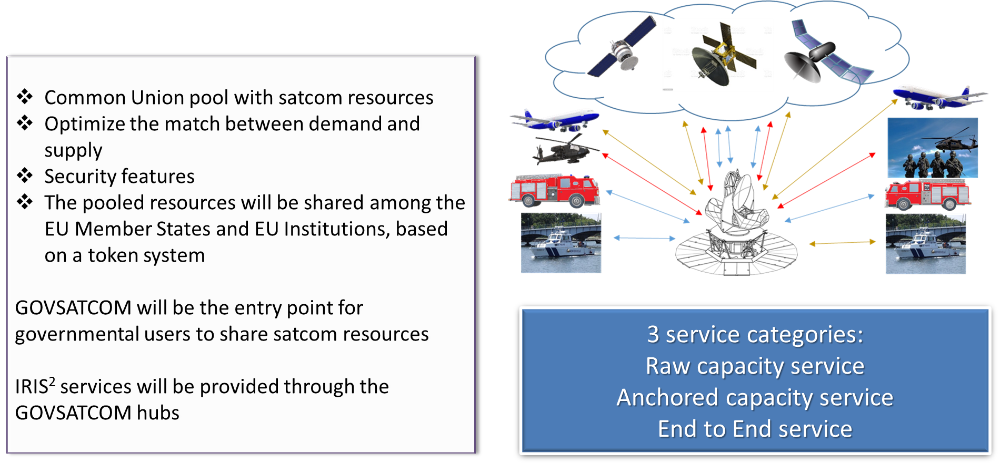 ❖ Common Union pool with satcom resources
❖ Optimize the match between demand and
supply
❖ Security features
❖ The pooled resources will be shared among the
EU Member States and EU Institutions, based
on a token system
GOVSATCOM will be the entry point for
governmental users to share satcom resources
IRIS² services will be provided through the
GOVSATCOM hubs
3 service categories:
Raw capacity service
Anchored capacity service
End to End service